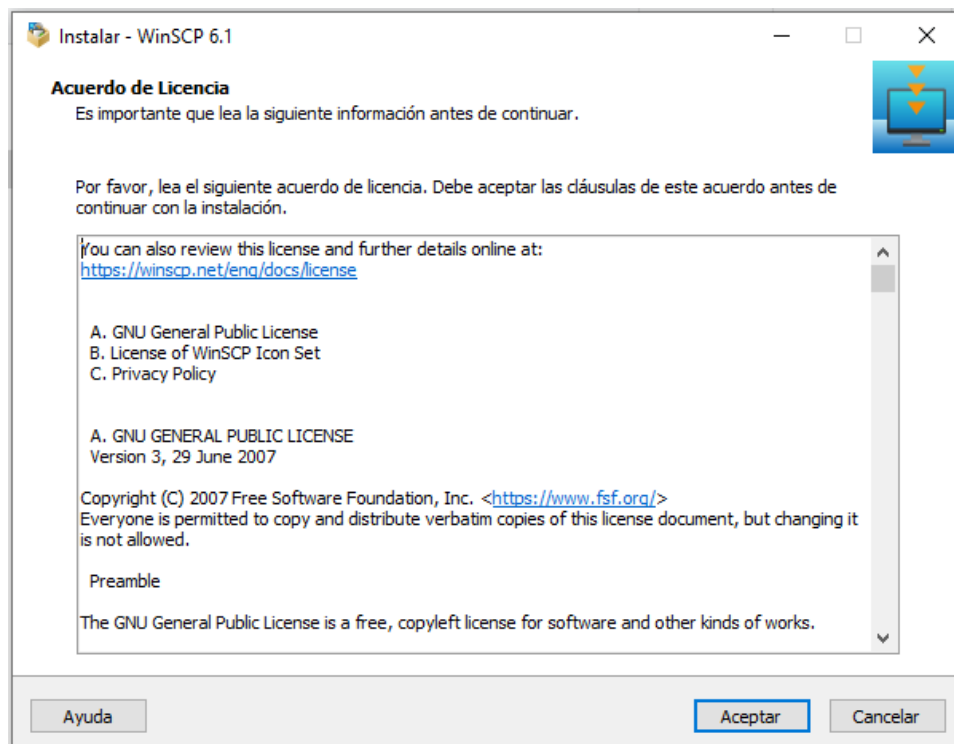 Instalar - WinSCP 6.1
Acuerdo de Licencia
Es importante que lea la siguiente información antes de continuar.
Por favor, lea el siguiente acuerdo de licencia. Debe aceptar las cláusulas de este acuerdo antes de
continuar con la instalación.
You can also review this license and further details online at:
https://winscp.net/eng/docs/license
A. GNU General Public License
B. License of WinSCP Icon Set
C. Privacy Policy
A. GNU GENERAL PUBLIC LICENSE
Version 3, 29 June 2007
Copyright (C) 2007 Free Software Foundation, Inc. <https://www.fsf.org/>
Everyone is permitted to copy and distribute verbatim copies of this license document, but changing it
is not allowed.
Preamble
The GNU General Public License is a free, copyleft license for software and other kinds of works.
Ayuda
Aceptar
Cancelar